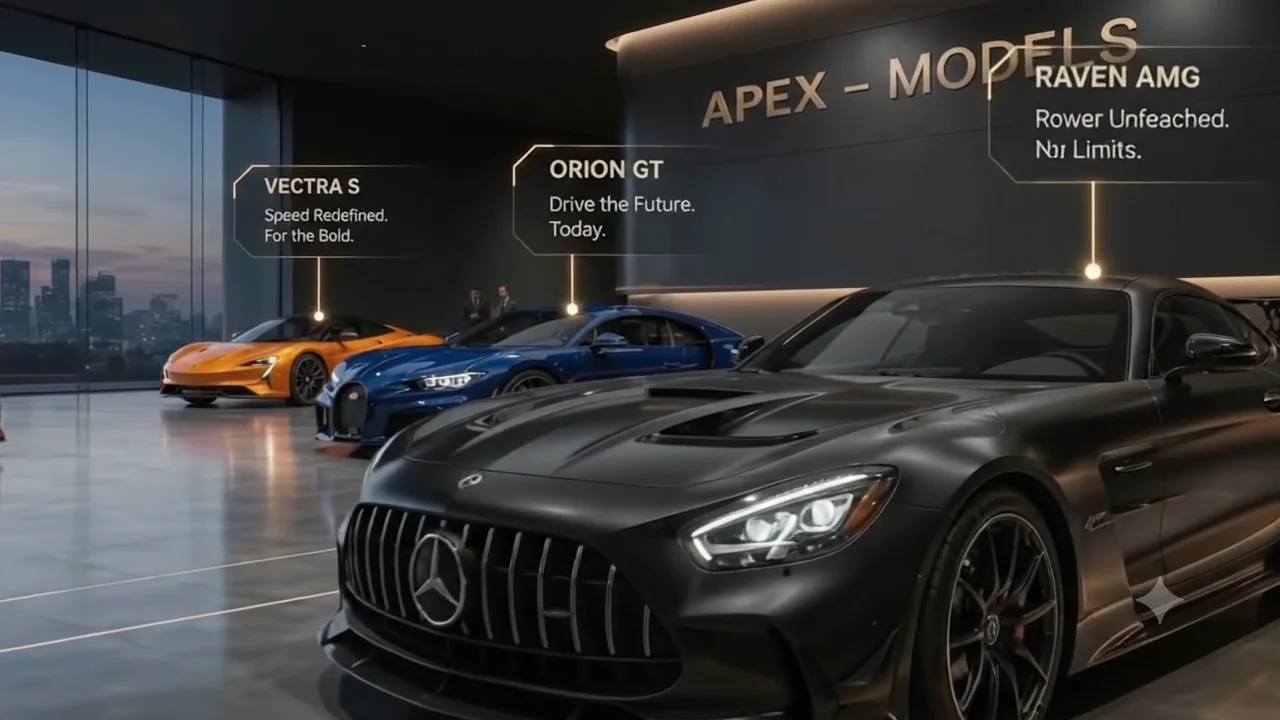 APEX – MODELS
VECTRA S
Speed Redefined.
For the Bold.
ORION GT
Drive the Future.
Today.
RAVEN AMG
Rower Unfeached.
Limits.